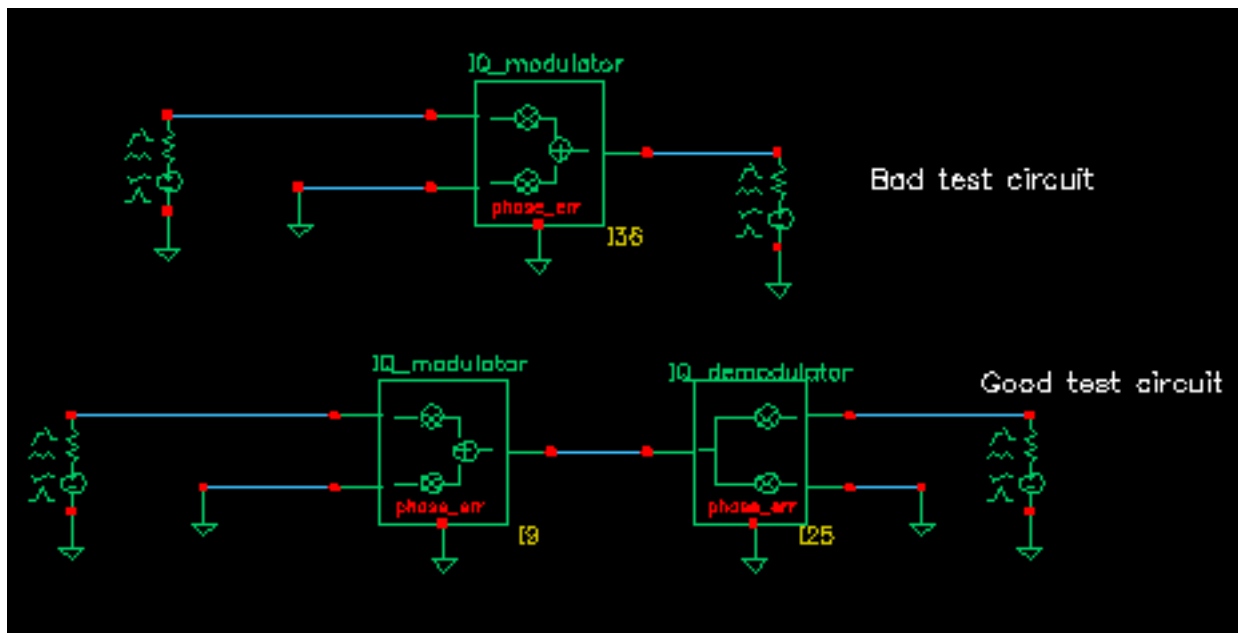 IQ_modulator
phase_err
I36
Bad test circuit
IQ_modulator
phase_err
I9
IQ_demodulator
phase_err
I25
Good test circuit